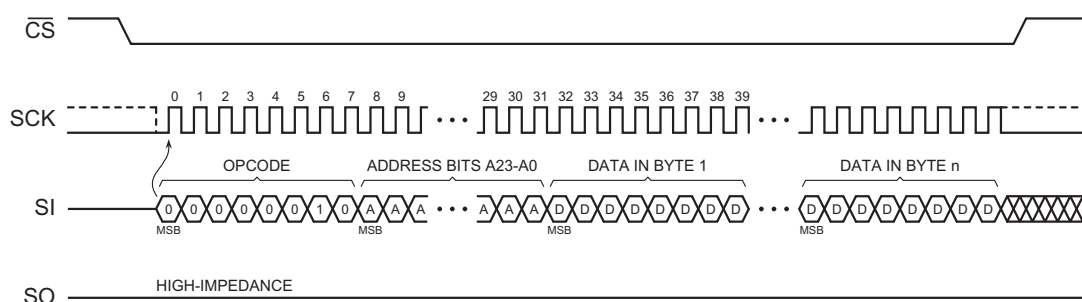 CS
SCK 0 1 2 3 4 5 6 7 8 9 29 30 31 32 33 34 35 36 37 38 39
OPCODE ADDRESS BITS A23-A0 DATA IN BYTE 1 DATA IN BYTE n
SI 0 0 0 0 0 0 1 0 A A A A A A D D D D D D D D D D D D D D D D
MSB MSB MSB MSB
SO HIGH-IMPEDANCE